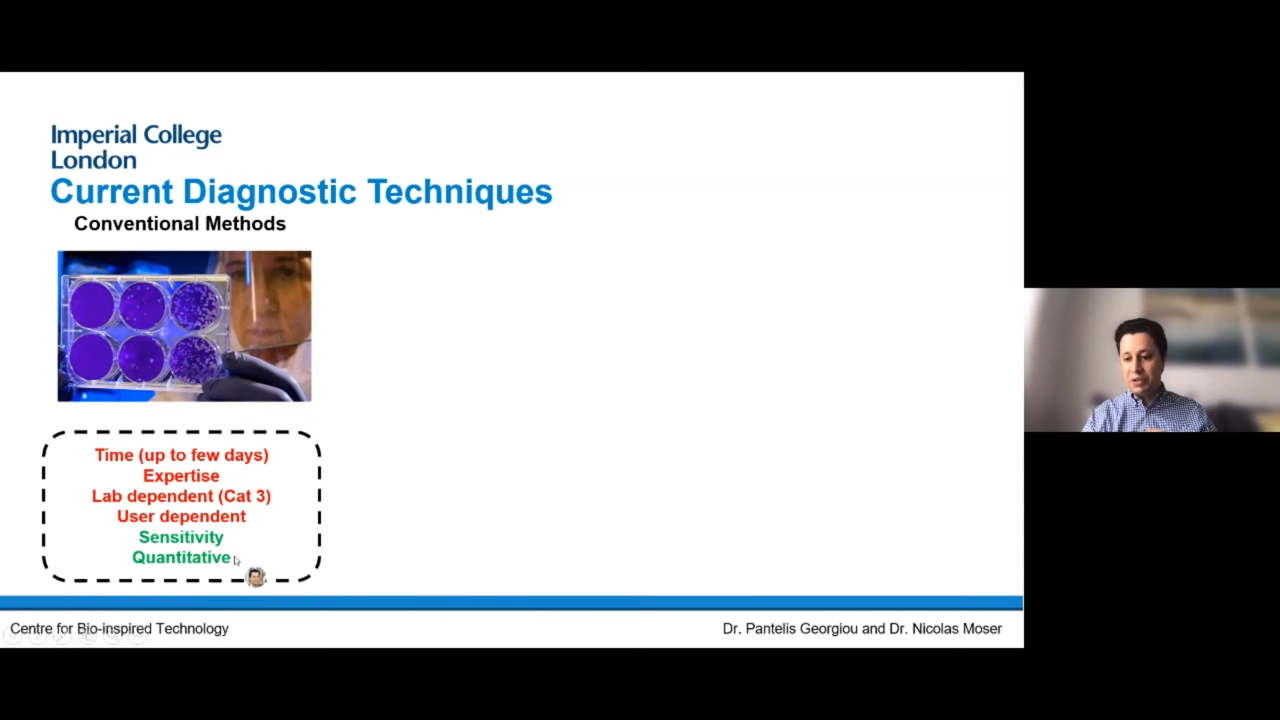 Imperial College
London
Current Diagnostic Techniques
Conventional Methods
Time (up to few days)
Expertise
Lab dependent (Cat 3)
User dependent
Sensitivity
Quantitative
Centre for Bio-inspired Technology
Dr. Pantelis Georgiou and Dr. Nicolas Moser